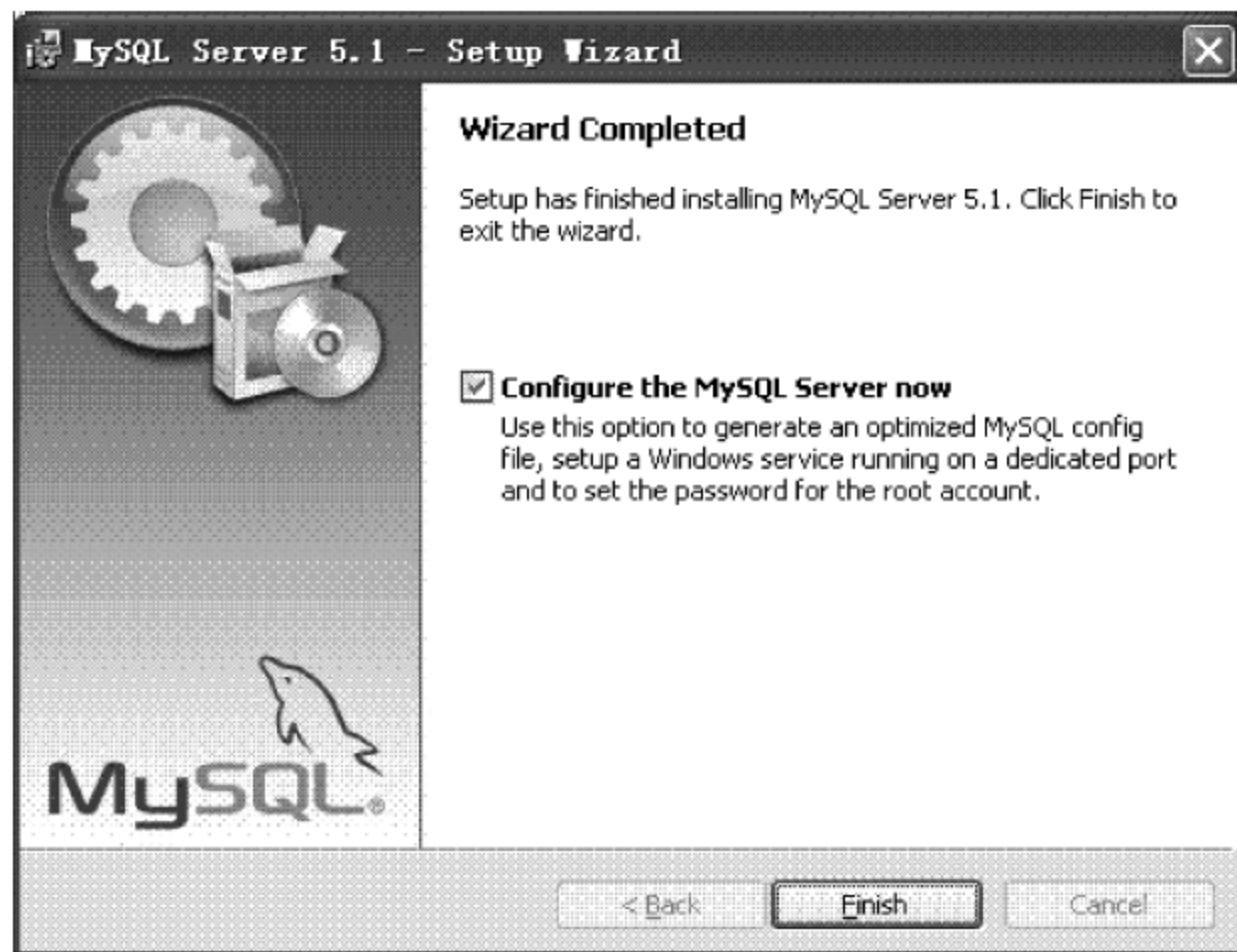 MySQL Server 5.1 - Setup Wizard
Wizard Completed
Setup has finished installing MySQL Server 5.1. Click Finish to
exit the wizard.
Configure the MySQL Server now
Use this option to generate an optimized MySQL config
file, setup a Windows service running on a dedicated port
and to set the password for the root account.
MySQL®
< Back
Finish
Cancel